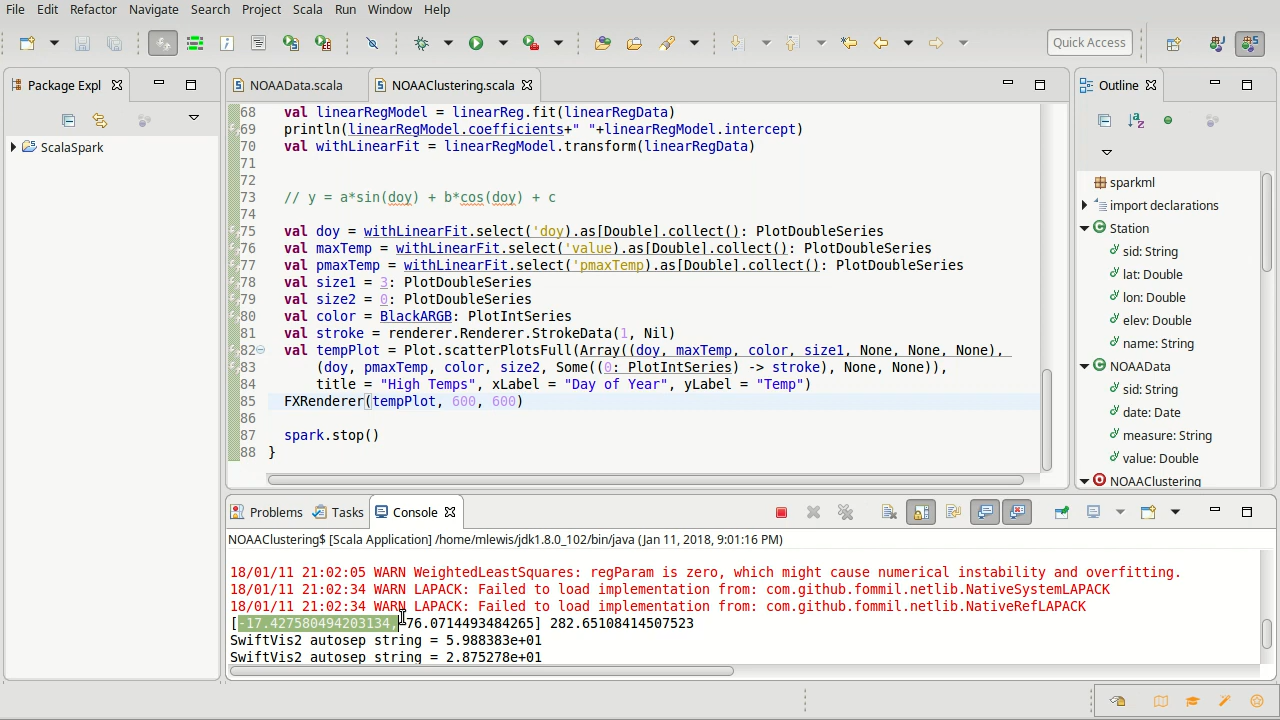 File Edit Refactor Navigate Search Project Scala Run Window Help
Quick Access
Package Expl
NOAAData.scala
NOAAClustering.scala
Outline
ScalaSpark
68 val linearRegModel = linearReg.fit(linearRegData)
69 println(linearRegModel.coefficients+" "+linearRegModel.intercept)
70 val withLinearFit = linearRegModel.transform(linearRegData)
71
72
73 // y = a*sin(doy) + b*cos(doy) + c
74
75 val doy = withLinearFit.select('doy).as[Double].collect(): PlotDoubleSeries
76 val maxTemp = withLinearFit.select('value).as[Double].collect(): PlotDoubleSeries
77 val pmaxTemp = withLinearFit.select('pmaxTemp).as[Double].collect(): PlotDoubleSeries
78 val size1 = 3: PlotDoubleSeries
79 val size2 = 0: PlotDoubleSeries
80 val color = BlackARGB: PlotIntSeries
81 val stroke = renderer.Renderer.StrokeData(1, Nil)
82 val tempPlot = Plot.scatterPlotsFull(Array((doy, maxTemp, color, size1, None, None, None),
83 (doy, pmaxTemp, color, size2, Some((0: PlotIntSeries) -> stroke), None, None)),
84 title = "High Temps", xLabel = "Day of Year", yLabel = "Temp")
85 FXRenderer(tempPlot, 600, 600)
86
87 spark.stop()
88 }
sparkml
import declarations
Station
sid: String
lat: Double
lon: Double
elev: Double
name: String
NOAAData
sid: String
date: Date
measure: String
value: Double
NOAAClustering
Problems
Tasks
Console
NOAAClustering$ [Scala Application] /home/mlewis/jdk1.8.0_102/bin/java (Jan 11, 2018, 9:01:16 PM)
18/01/11 21:02:05 WARN WeightedLeastSquares: regParam is zero, which might cause numerical instability and overfitting.
18/01/11 21:02:34 WARN LAPACK: Failed to load implementation from: com.github.fommil.netlib.NativeSystemLAPACK
18/01/11 21:02:34 WARN LAPACK: Failed to load implementation from: com.github.fommil.netlib.NativeRefLAPACK
[-17.427580494203134,-76.0714493484265] 282.65108414507523
SwiftVis2 autosep string = 5.988383e+01
SwiftVis2 autosep string = 2.875278e+01